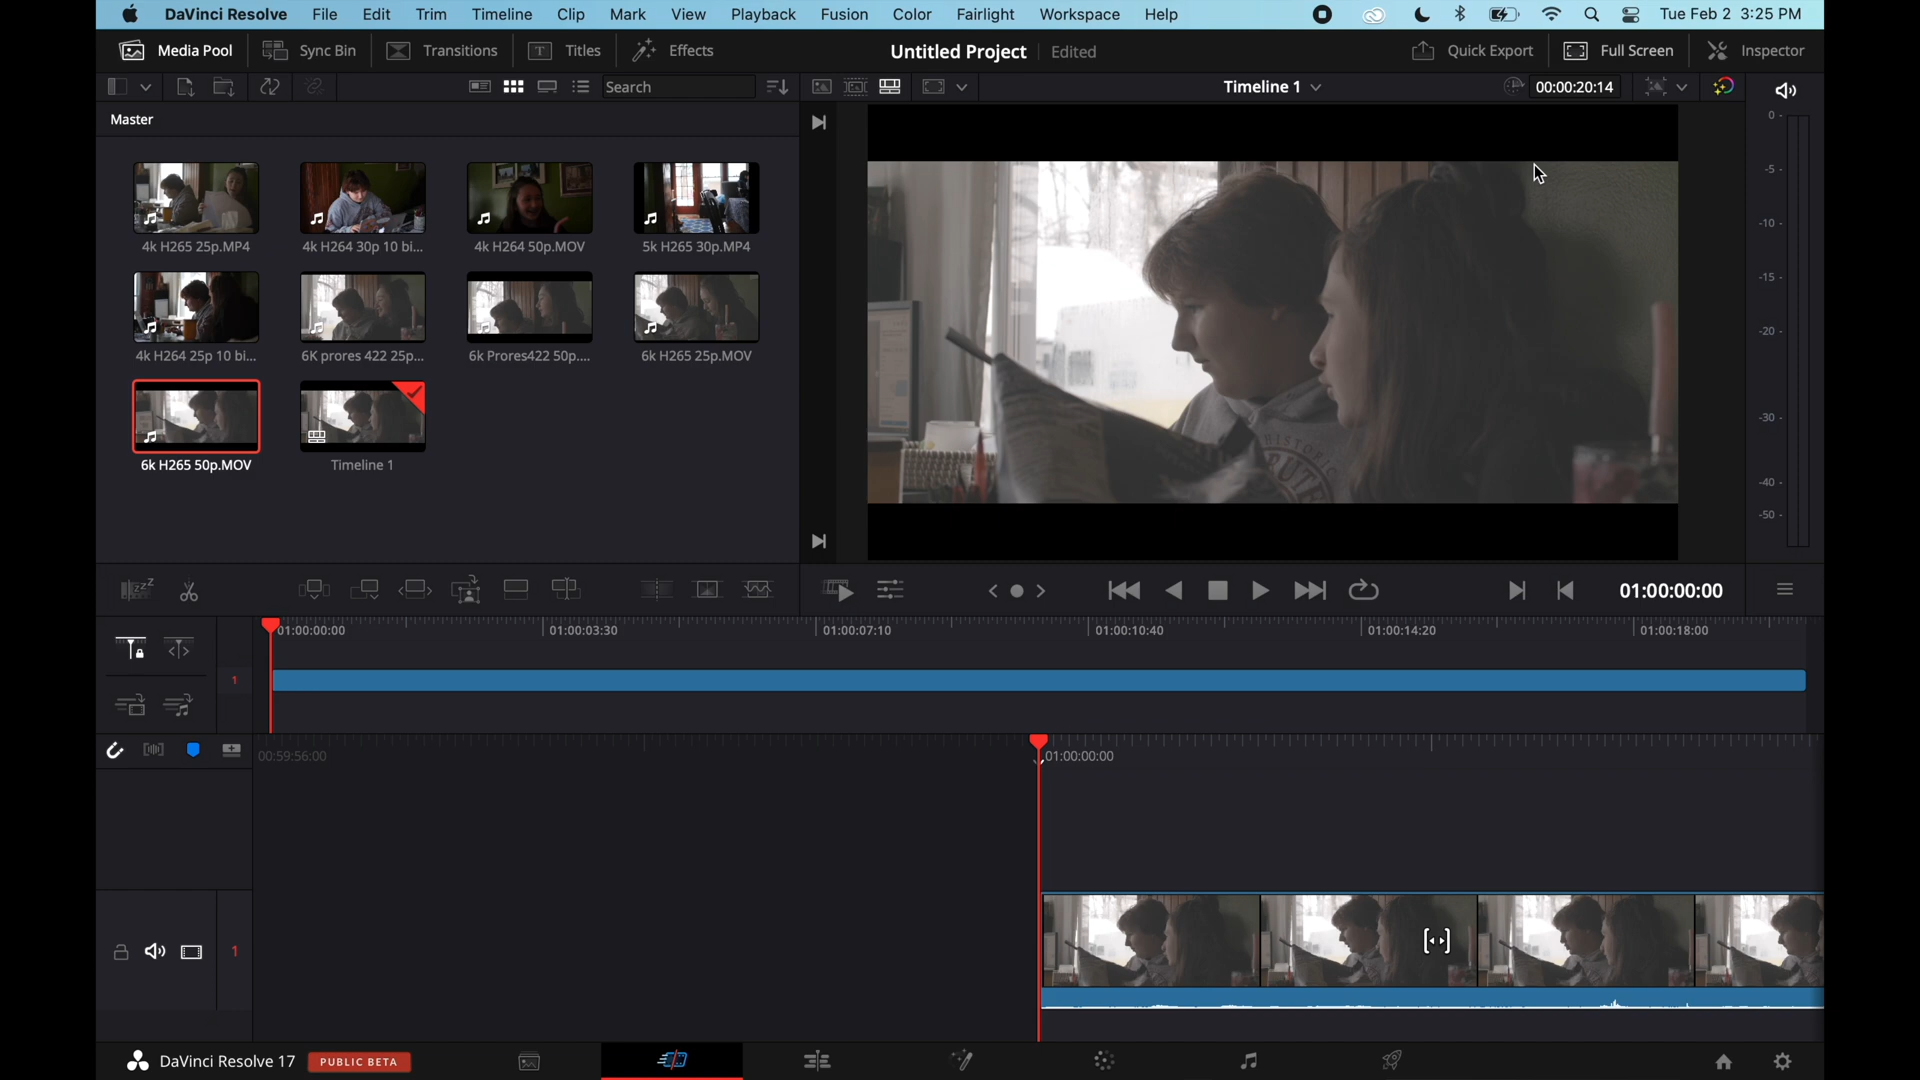 DaVinci Resolve File Edit Trim Timeline Clip Mark View Playback Fusion Color Fairlight Workspace Help Tue Feb 2 3:25 PM
Media Pool Sync Bin Transitions Titles Effects Untitled Project Edited Quick Export Full Screen Inspector
Search Timeline 1 00:00:20:14
Master
4k H265 25p.MP4 4k H264 30p 10 bi... 4k H264 50p.MOV 5k H265 30p.MP4
4k H264 25p 10 bi... 6K prores 422 25p... 6k Prores422 50p.... 6k H265 25p.MOV
6k H265 50p.MOV Timeline 1
0
-5
-10
-15
-20
-30
-40
-50
HISTORIC
01:00:00:00
01:00:00:00 01:00:03:30 01:00:07:10 01:00:10:40 01:00:14:20 01:00:18:00
1
00:59:56:00 01:00:00:00
1
DaVinci Resolve 17 PUBLIC BETA